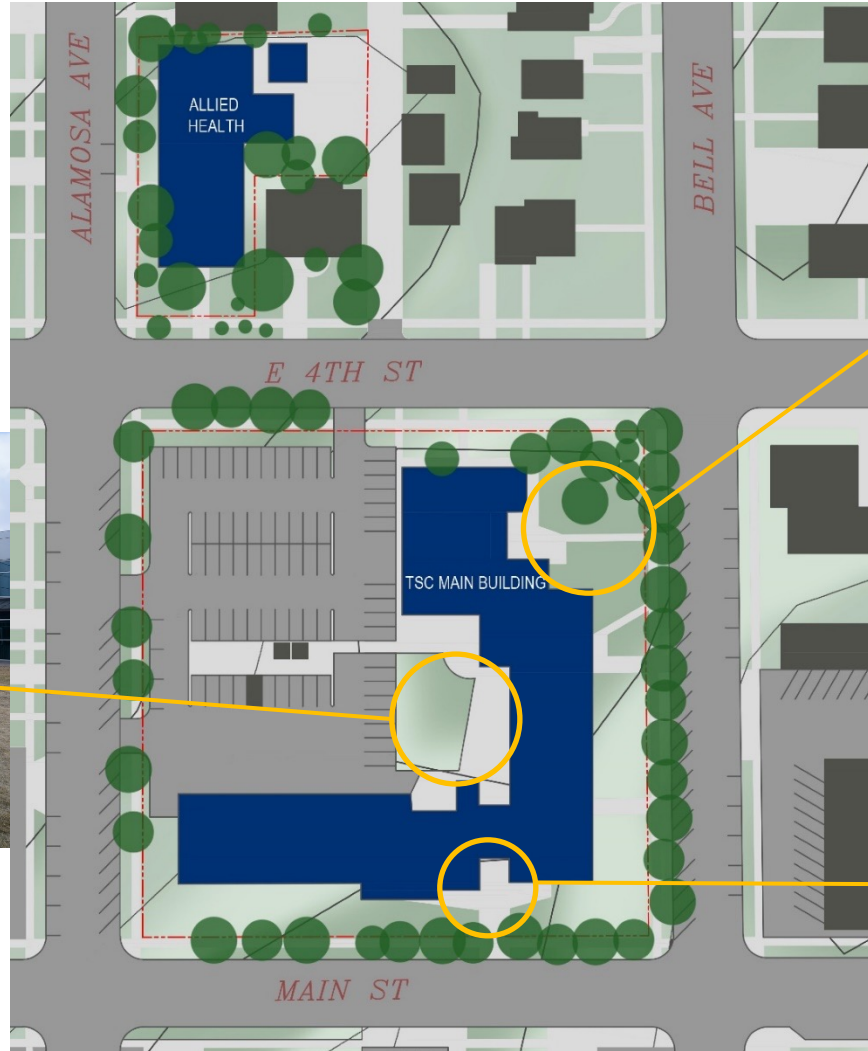 ALAMOSA AVE
ALLIED
HEALTH
BELL AVE
E 4TH ST
TSC MAIN BUILDING
MAIN ST